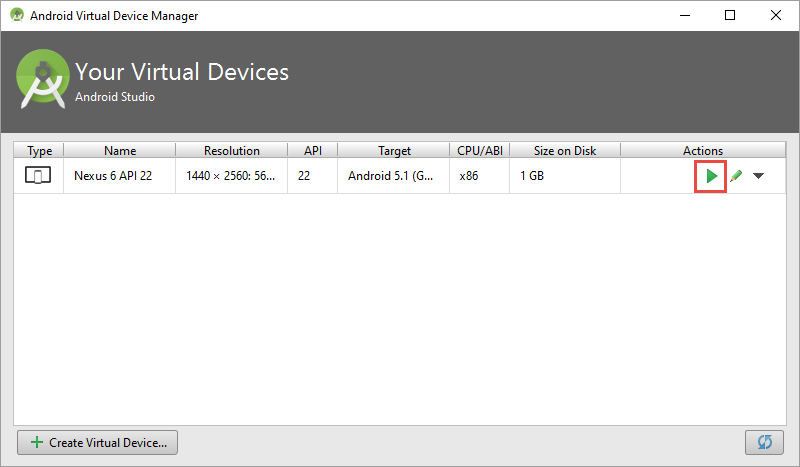 Android Virtual Device Manager
Your Virtual Devices
Android Studio
Type Name Resolution API Target CPU/ABI Size on Disk Actions
Nexus 6 API 22 1440 × 2560: 56... 22 Android 5.1 (G... x86 1 GB
Create Virtual Device...